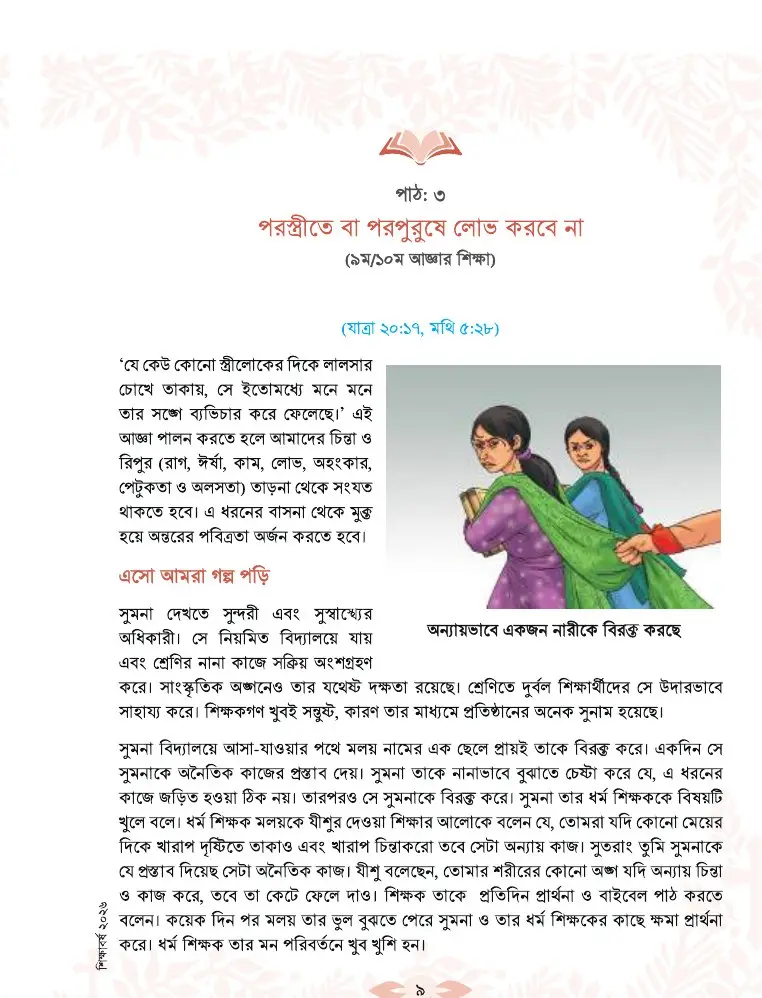 পাঠ: ৩
পরস্ত্রীতে বা পরপুরুষে লোভ করবে না
(৯ম/১০ম আজ্ঞার শিক্ষা)
(যাত্রা ২০:১৭, মথি ৫:২৮)
‘যে কেউ কোনো স্ত্রীলোকের দিকে লালসার
চোখে তাকায়, সে ইতোমধ্যে মনে মনে
তার সঙ্গে ব্যভিচার করে ফেলেছে।’ এই
আজ্ঞা পালন করতে হলে আমাদের চিন্তা ও
রিপুর (রাগ, ঈর্ষা, কাম, লোভ, অহংকার,
পেটুকতা ও অলসতা) তাড়না থেকে সংযত
থাকতে হবে। এ ধরনের বাসনা থেকে মুক্ত
হয়ে অন্তরের পবিত্রতা অর্জন করতে হবে।
এসো আমরা গল্প পড়ি
সুমনা দেখতে সুন্দরী এবং সুস্বাস্থ্যের
অধিকারী। সে নিয়মিত বিদ্যালয়ে যায়
এবং শ্রেণির নানা কাজে সক্রিয় অংশগ্রহণ
অন্যায়ভাবে একজন নারীকে বিরক্ত করছে
করে। সাংস্কৃতিক অঙ্গনেও তার যথেষ্ট দক্ষতা রয়েছে। শ্রেণিতে দুর্বল শিক্ষার্থীদের সে উদারভাবে
সাহায্য করে। শিক্ষকগণ খুবই সন্তুষ্ট, কারণ তার মাধ্যমে প্রতিষ্ঠানের অনেক সুনাম হয়েছে।
সুমনা বিদ্যালয়ে আসা-যাওয়ার পথে মলয় নামের এক ছেলে প্রায়ই তাকে বিরক্ত করে। একদিন সে
সুমনাকে অনৈতিক কাজের প্রস্তাব দেয়। সুমনা তাকে নানাভাবে বুঝাতে চেষ্টা করে যে, এ ধরনের
কাজে জড়িত হওয়া ঠিক নয়। তারপরও সে সুমনাকে বিরক্ত করে। সুমনা তার ধর্ম শিক্ষককে বিষয়টি
খুলে বলে। ধর্ম শিক্ষক মলয়কে যীশুর দেওয়া শিক্ষার আলোকে বলেন যে, তোমরা যদি কোনো মেয়ের
দিকে খারাপ দৃষ্টিতে তাকাও এবং খারাপ চিন্তাকরো তবে সেটা অন্যায় কাজ। সুতরাং তুমি সুমনাকে
যে প্রস্তাব দিয়েছ সেটা অনৈতিক কাজ। যীশু বলেছেন, তোমার শরীরের কোনো অঙ্গ যদি অন্যায় চিন্তা
ও কাজ করে, তবে তা কেটে ফেলে দাও। শিক্ষক তাকে প্রতিদিন প্রার্থনা ও বাইবেল পাঠ করতে
বলেন। কয়েক দিন পর মলয় তার ভুল বুঝতে পেরে সুমনা ও তার ধর্ম শিক্ষকের কাছে ক্ষমা প্রার্থনা
করে। ধর্ম শিক্ষক তার মন পরিবর্তনে খুব খুশি হন।
শিক্ষাবর্ষ ২০২৬
৯